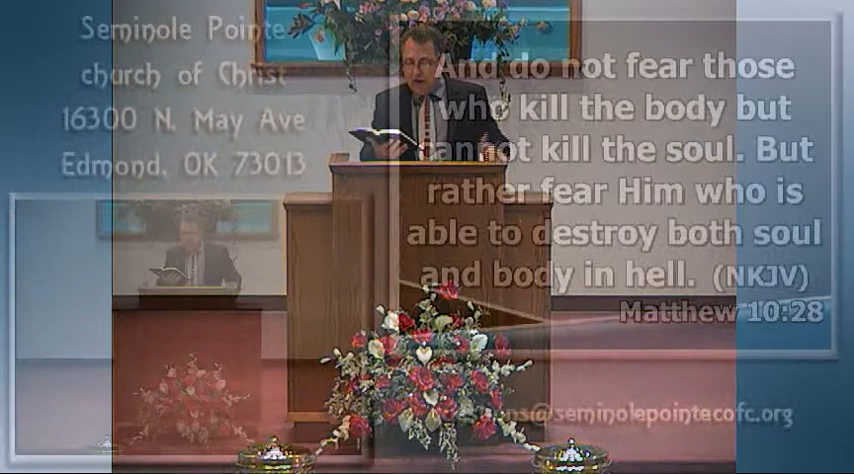 Seminole Pointe
church of Christ
16300 N. May Ave
Edmond, OK 73013
And do not fear those
who kill the body but
cannot kill the soul. But
rather fear Him who is
able to destroy both soul
and body in hell. (NKJV)
Matthew 10:28
@seminolepointecofc.org